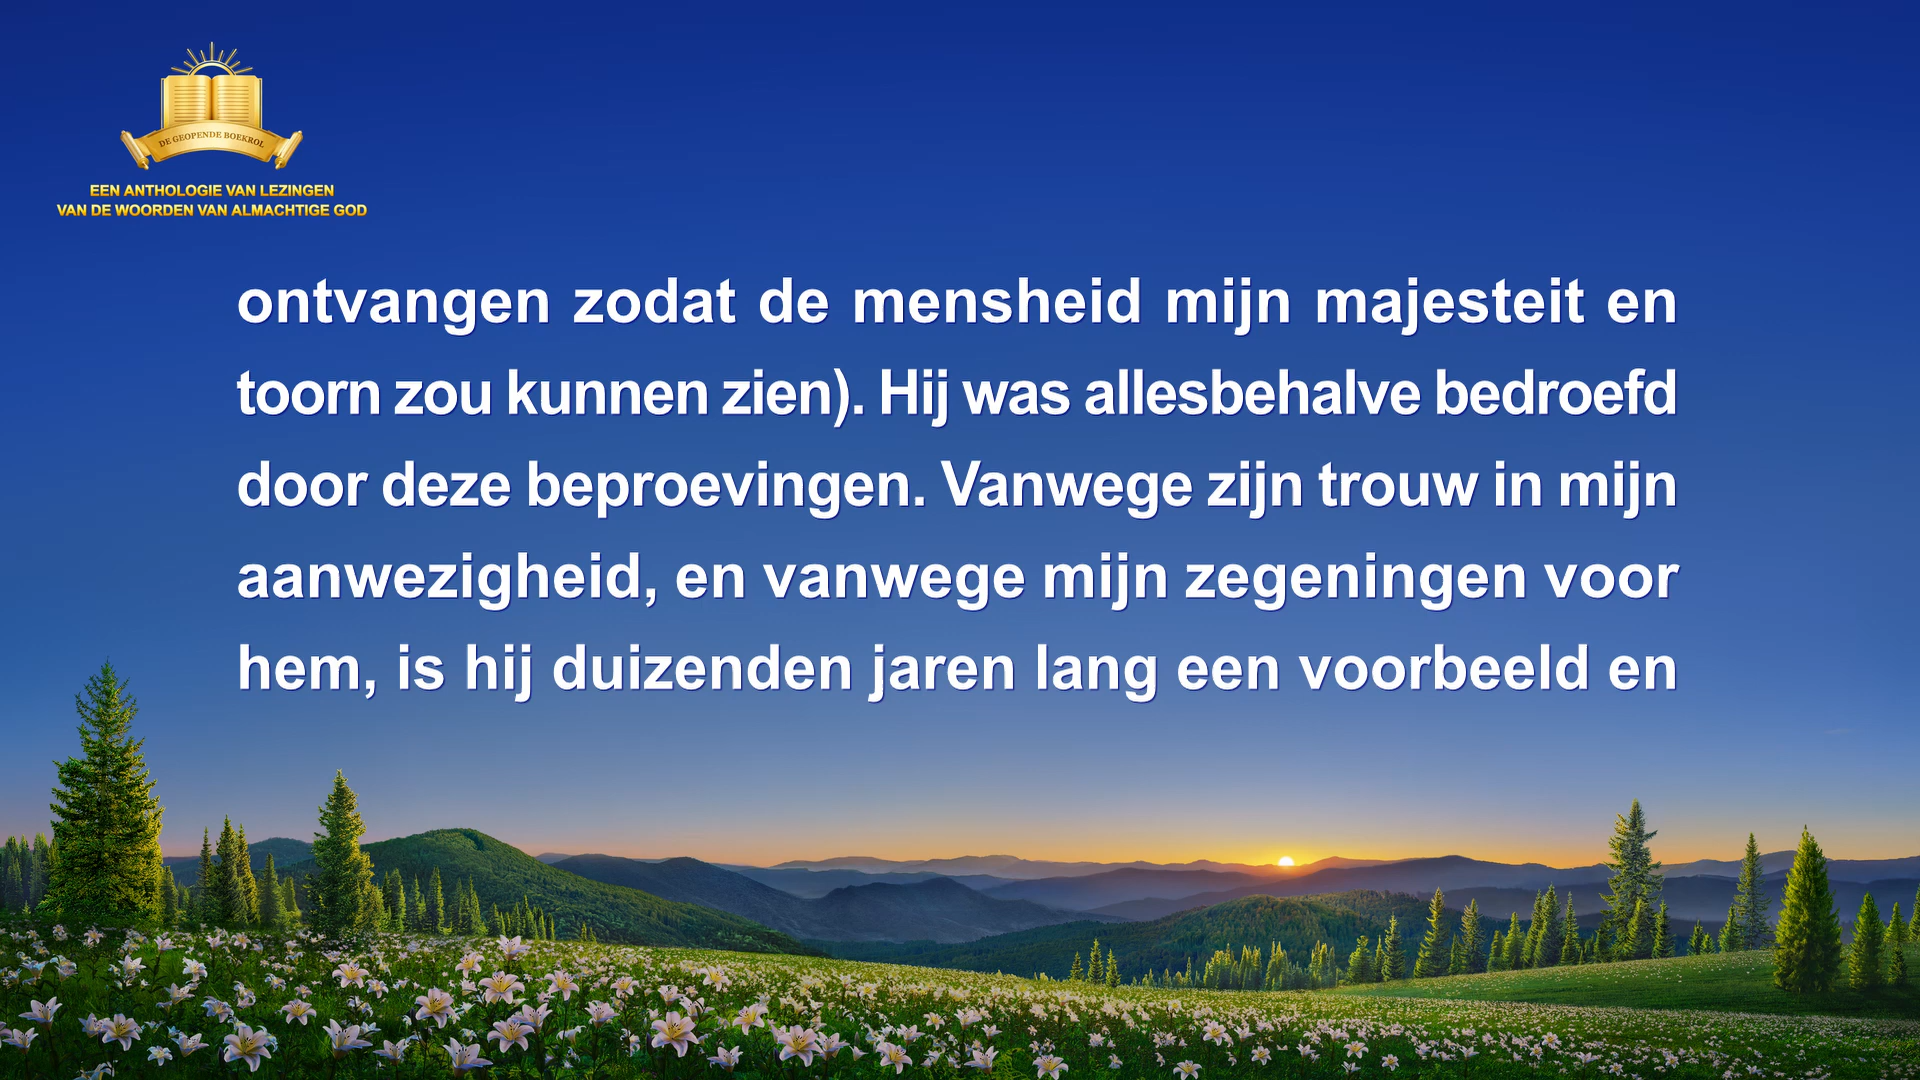 DE GEOPENDE BOEKROL
EEN ANTHOLOGIE VAN LEZINGEN
VAN DE WOORDEN VAN ALMACHTIGE GOD
ontvangen zodat de mensheid mijn majesteit en
toorn zou kunnen zien). Hij was allesbehalve bedroefd
door deze beproevingen. Vanwege zijn trouw in mijn
aanwezigheid, en vanwege mijn zegeningen voor
hem, is hij duizenden jaren lang een voorbeeld en